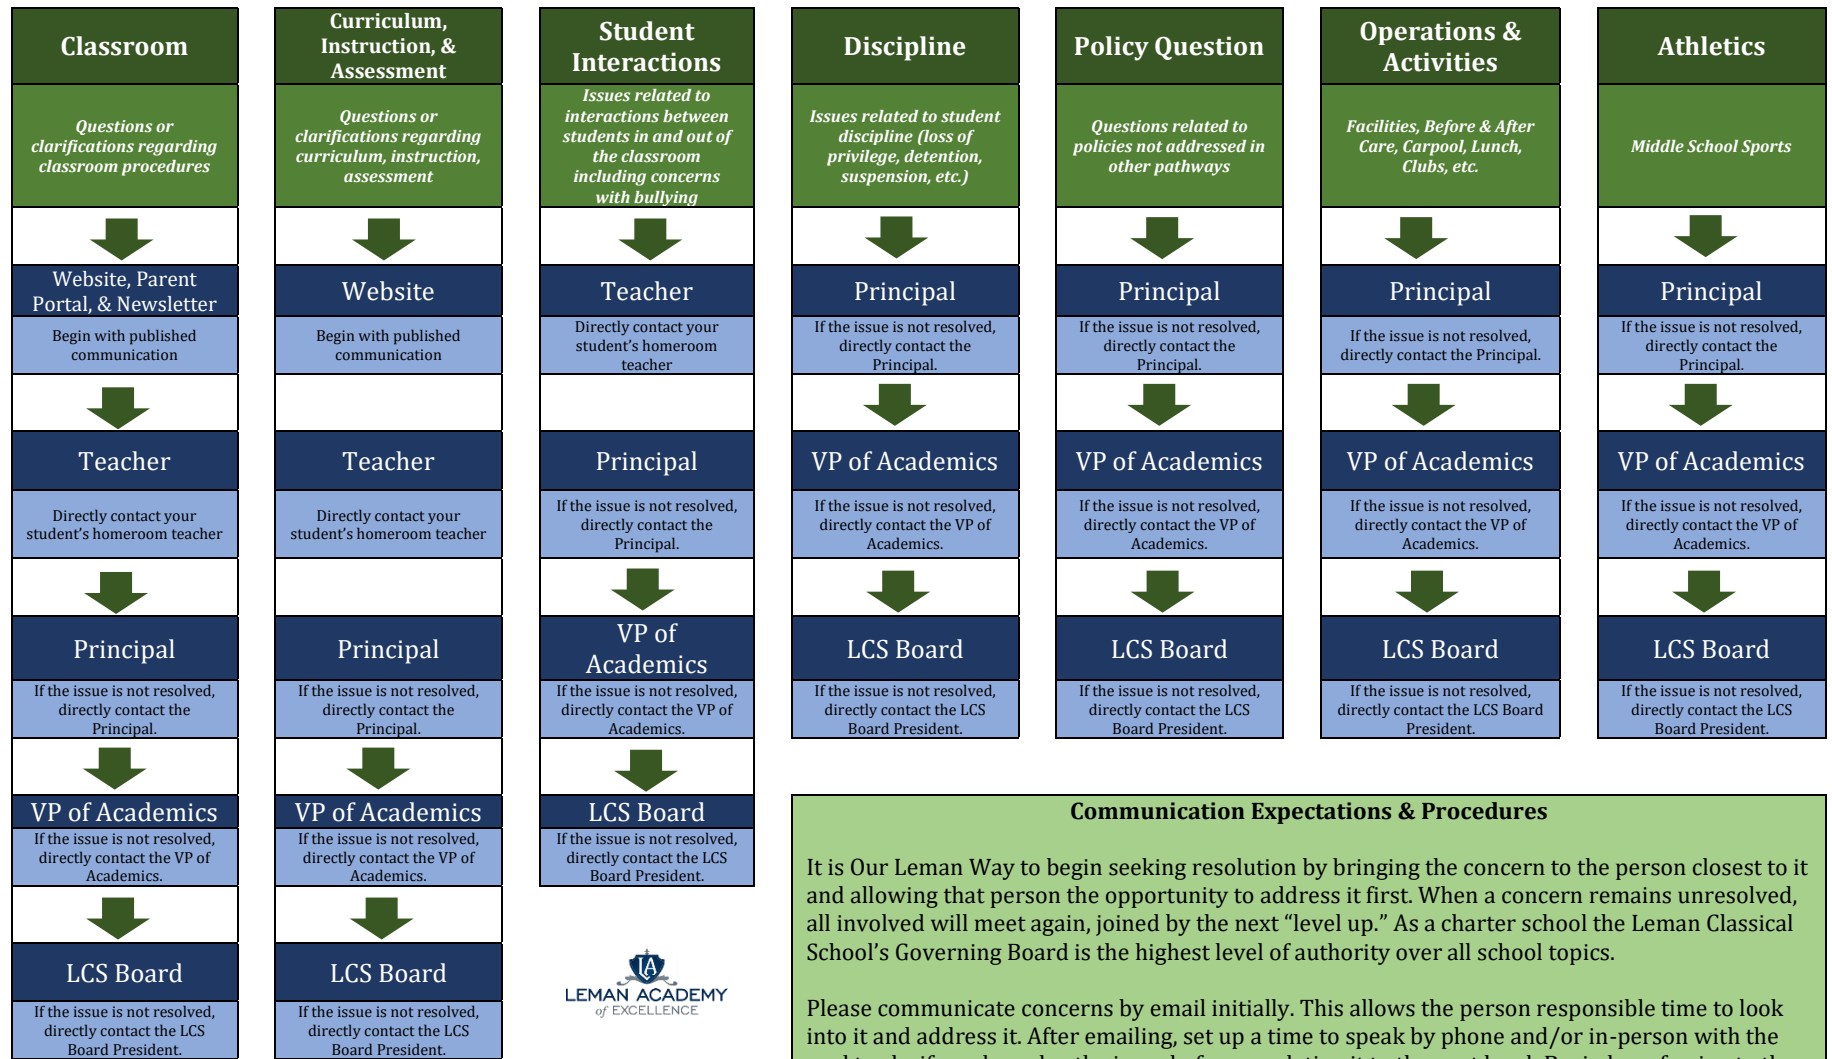 Classroom
Questions or
clarifications regarding
classroom procedures
Website, Parent
Portal, & Newsletter
Begin with published
communication
Teacher
Directly contact your
student's homeroom teacher
Principal
If the issue is not resolved,
directly contact the
Principal.
VP of Academics
If the issue is not resolved,
directly contact the VP of
Academics.
LCS Board
If the issue is not resolved,
directly contact the LCS
Board President.
Curriculum,
Instruction, &
Assessment
Questions or
clarifications regarding
curriculum, instruction,
assessment
Website
Begin with published
communication
Teacher
Directly contact your
student's homeroom teacher
Principal
If the issue is not resolved,
directly contact the
Principal.
VP of Academics
If the issue is not resolved,
directly contact the VP of
Academics.
LCS Board
If the issue is not resolved,
directly contact the LCS
Board President.
Student
Interactions
Issues related to
interactions between
students in and out of
the classroom
including concerns
with bullying
Teacher
Directly contact your
student's homeroom
teacher
Principal
If the issue is not resolved,
directly contact the
Principal.
VP of
Academics
If the issue is not resolved,
directly contact the VP of
Academics.
LCS Board
If the issue is not resolved,
directly contact the LCS
Board President.
LA
LEMAN ACADEMY
of EXCELLENCE
Discipline
Issues related to student
discipline (loss of
privilege, detention,
suspension, etc.)
Principal
If the issue is not resolved,
directly contact the
Principal.
VP of Academics
If the issue is not resolved,
directly contact the VP of
Academics.
LCS Board
If the issue is not resolved,
directly contact the LCS
Board President.
Policy Question
Questions related to
policies not addressed in
other pathways
Principal
If the issue is not resolved,
directly contact the
Principal.
VP of Academics
If the issue is not resolved,
directly contact the VP of
Academics.
LCS Board
If the issue is not resolved,
directly contact the LCS
Board President.
Operations &
Activities
Facilities, Before & After
Care, Carpool, Lunch,
Clubs, etc.
Principal
If the issue is not resolved,
directly contact the Principal.
VP of Academics
If the issue is not resolved,
directly contact the VP of
Academics.
LCS Board
If the issue is not resolved,
directly contact the LCS Board
President.
Athletics
Middle School Sports
Principal
If the issue is not resolved,
directly contact the
Principal.
VP of Academics
If the issue is not resolved,
directly contact the VP of
Academics.
LCS Board
If the issue is not resolved,
directly contact the LCS
Board President.
Communication Expectations & Procedures
It is Our Leman Way to begin seeking resolution by bringing the concern to the person closest to it
and allowing that person the opportunity to address it first. When a concern remains unresolved,
all involved will meet again, joined by the next “level up.” As a charter school the Leman Classical
School's Governing Board is the highest level of authority over all school topics.
Please communicate concerns by email initially. This allows the person responsible time to look
into it and address it. After emailing, set up a time to speak by phone and/or in-person with the